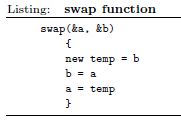 Listing: swap function
swap(&a, &b)
{
new temp = b
b = a
a = temp
}